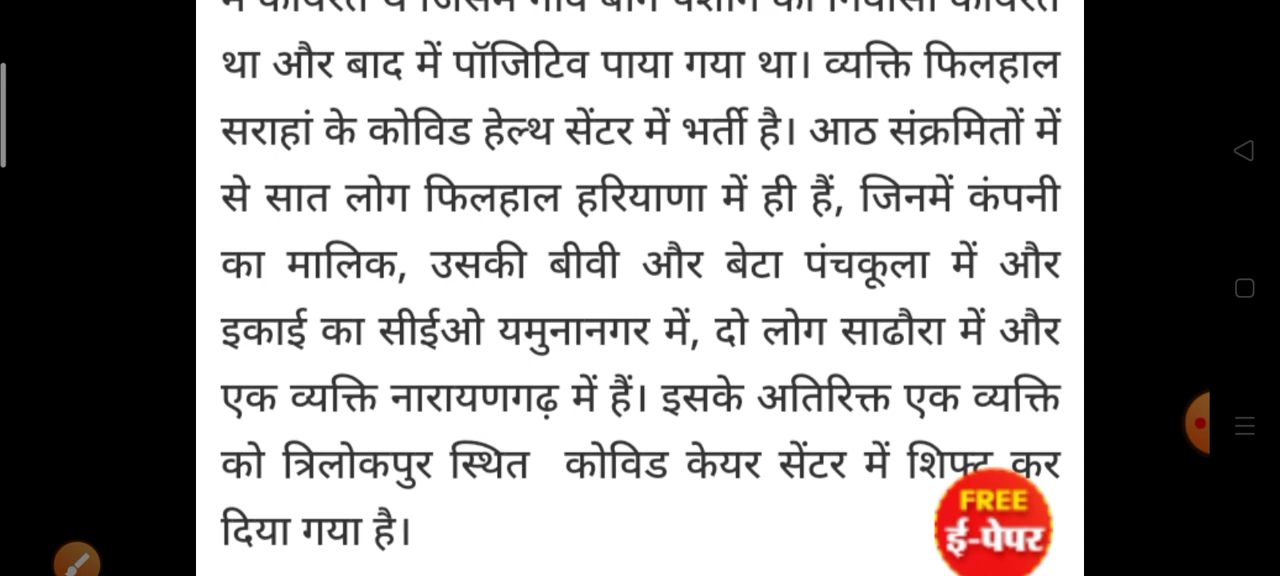 था और बाद में पॉजिटिव पाया गया था। व्यक्ति फिलहाल
सराहां के कोविड हेल्थ सेंटर में भर्ती है। आठ संक्रमितों में
से सात लोग फिलहाल हरियाणा में ही हैं, जिनमें कंपनी
का मालिक, उसकी बीवी और बेटा पंचकूला में और
इकाई का सीईओ यमुनानगर में, दो लोग साढौरा में और
एक व्यक्ति नारायणगढ़ में हैं। इसके अतिरिक्त एक व्यक्ति
को त्रिलोकपुर स्थित कोविड केयर सेंटर में शिफ्ट कर
दिया गया है।
FREE
ई-पेपर